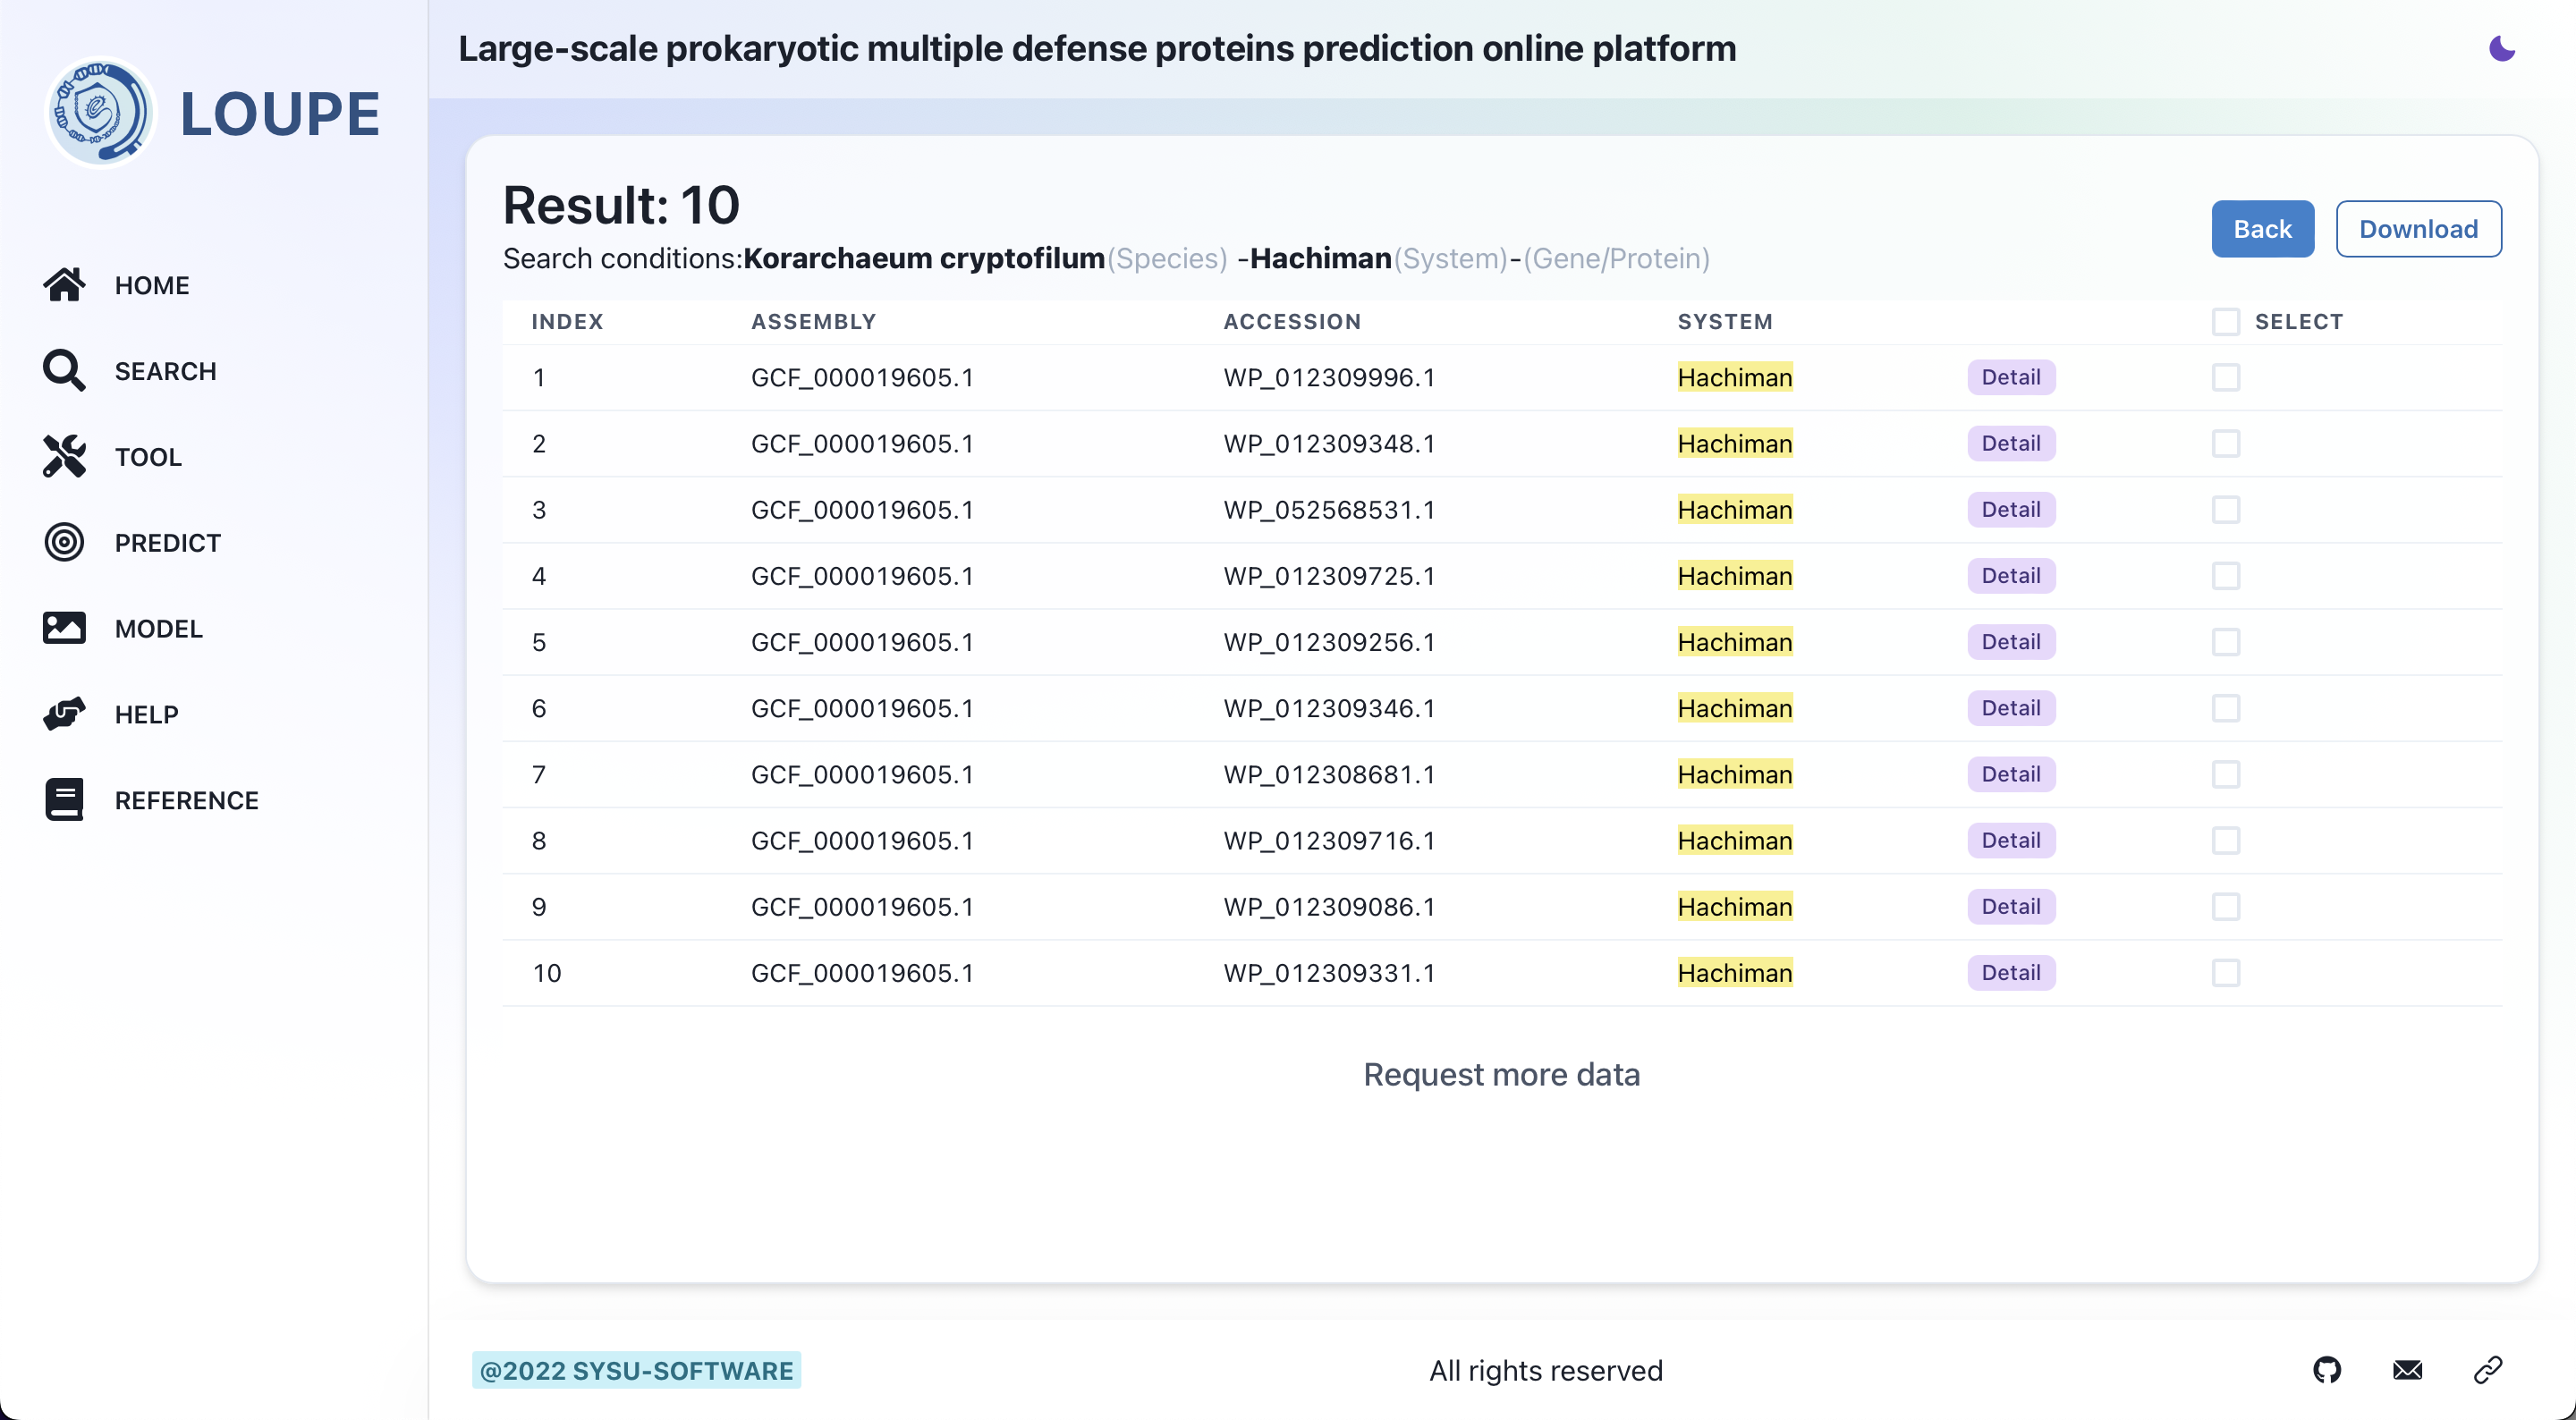 LOUPE
HOME
SEARCH
TOOL
PREDICT
MODEL
HELP
REFERENCE
Large-scale prokaryotic multiple defense proteins prediction online platform
Result: 10
Search conditions:Korarchaeum cryptofilum(Species) -Hachiman(System)-(Gene/Protein)
Back Download
INDEX ASSEMBLY ACCESSION SYSTEM SELECT
1 GCF_000019605.1 WP_012309996.1 Hachiman Detail
2 GCF_000019605.1 WP_012309348.1 Hachiman Detail
3 GCF_000019605.1 WP_052568531.1 Hachiman Detail
4 GCF_000019605.1 WP_012309725.1 Hachiman Detail
5 GCF_000019605.1 WP_012309256.1 Hachiman Detail
6 GCF_000019605.1 WP_012309346.1 Hachiman Detail
7 GCF_000019605.1 WP_012308681.1 Hachiman Detail
8 GCF_000019605.1 WP_012309716.1 Hachiman Detail
9 GCF_000019605.1 WP_012309086.1 Hachiman Detail
10 GCF_000019605.1 WP_012309331.1 Hachiman Detail
Request more data
@2022 SYSU-SOFTWARE All rights reserved